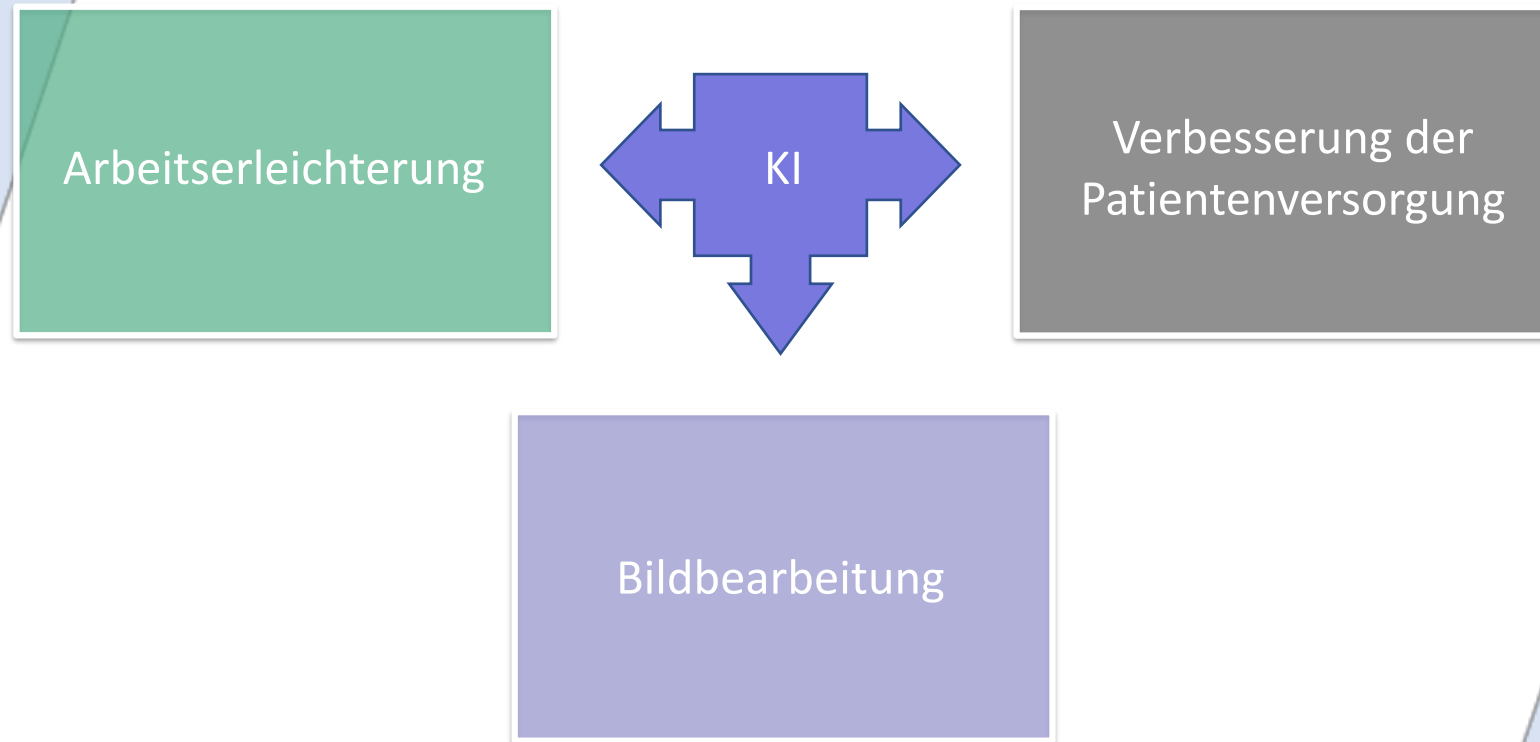 Arbeitserleichterung
KI
Verbesserung der
Patientenversorgung
Bildbearbeitung